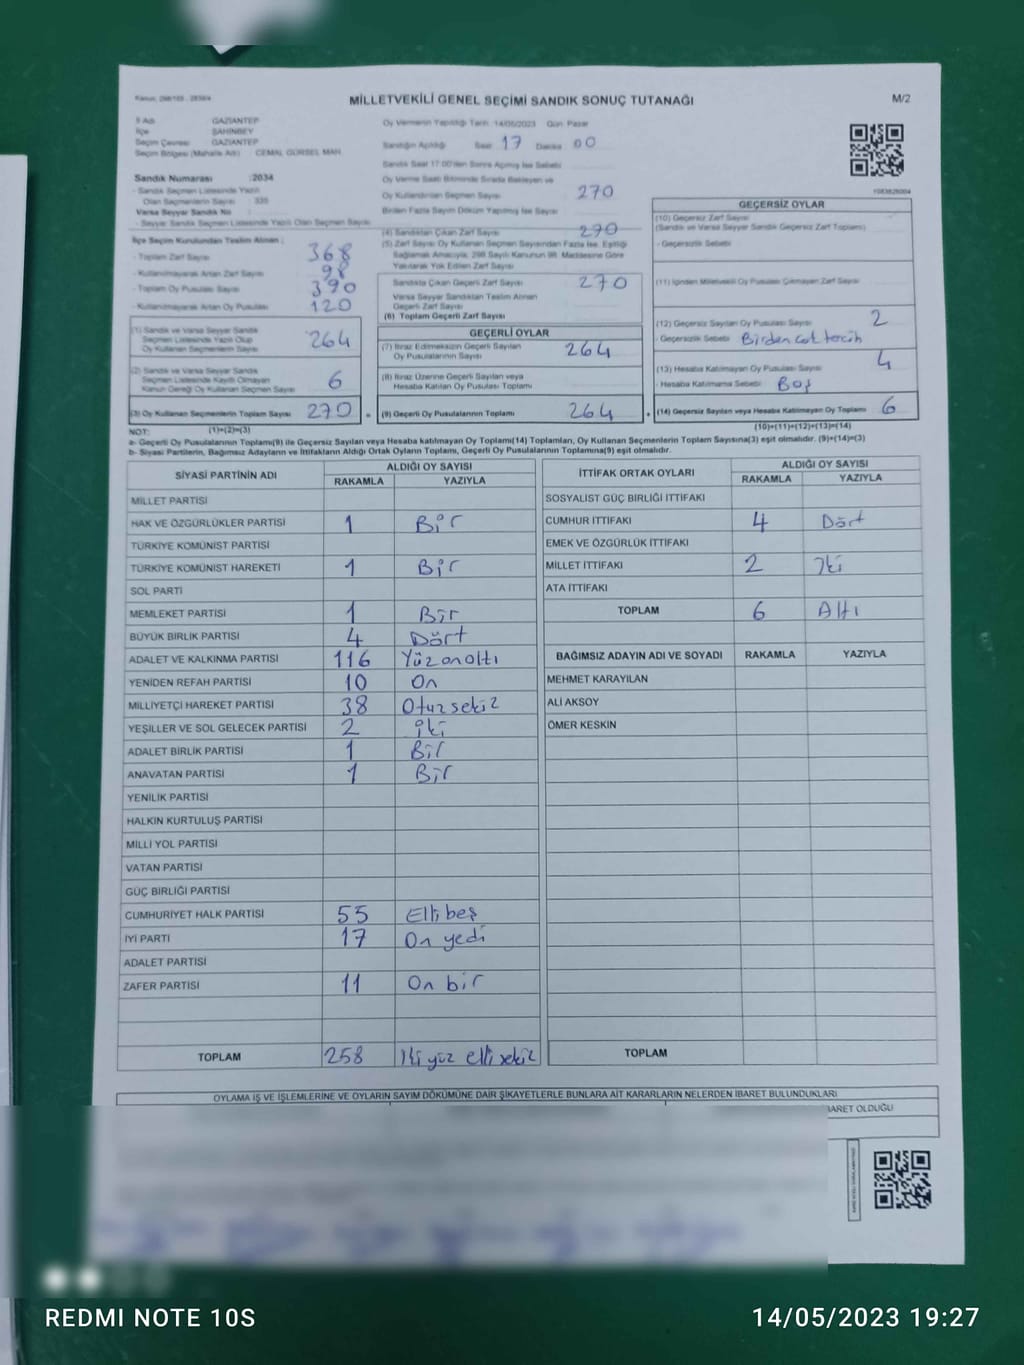 Kanun: 298/105 - 2839/4
MİLLETVEKİLİ GENEL SEÇİMİ SANDIK SONUÇ TUTANAĞI
M/2
İl Adı : GAZİANTEP
İlçe : ŞAHİNBEY
Seçim Çevresi : GAZİANTEP
Seçim Bölgesi (Mahalle Adı) : CEMAL GÜRSEL MAH.
Sandık Numarası :2034
- Sandık Seçmen Listesinde Yazılı
Olan Seçmenlerin Sayısı : 335
Varsa Seyyar Sandık No :
- Seyyar Sandık Seçmen Listesinde Yazılı Olan Seçmen Sayısı
İlçe Seçim Kurulundan Teslim Alınan ;
- Toplam Zarf Sayısı 368
- Kullanılmayarak Artan Zarf Sayısı 98
- Toplam Oy Pusulası Sayısı 390
- Kullanılmayarak Artan Oy Pusulası 120
(1) Sandık ve Varsa Seyyar Sandık
Seçmen Listesinde Yazılı Olup
Oy Kullanan Seçmenlerin Sayısı 264
(2) Sandık ve Varsa Seyyar Sandık
Seçmen Listesinde Kayıtlı Olmayan
Kanun Gereği Oy Kullanan Seçmen Sayısı 6
(3) Oy Kullanan Seçmenlerin Toplam Sayısı 270 =
(1)+(2)=(3)
Oy Vermenin Yapıldığı Tarih: 14/05/2023 Gün: Pazar
Sandığın Açıldığı Saat 17 Dakika 00
Sandık Saat 17:00'den Sonra Açılmış İse Sebebi
Oy Verme Saati Bitiminde Sırada Bekleyen ve
Oy Kullandırılan Seçmen Sayısı 270
Birden Fazla Sayım Döküm Yapılmış İse Sayısı
(4) Sandıktan Çıkan Zarf Sayısı 270
(5) Zarf Sayısı Oy Kullanan Seçmen Sayısından Fazla İse, Eşitliği
Sağlamak Amacıyla, 298 Sayılı Kanunun 98. Maddesine Göre
Yakılarak Yok Edilen Zarf Sayısı
Sandıkta Çıkan Geçerli Zarf Sayısı 270
Varsa Seyyar Sandıktan Teslim Alınan
Geçerli Zarf Sayısı
(6) Toplam Geçerli Zarf Sayısı
GEÇERLİ OYLAR
(7) İtiraz Edilmeksizin Geçerli Sayılan
Oy Pusulalarının Sayısı 264
(8) İtiraz Üzerine Geçerli Sayılan veya
Hesaba Katılan Oy Pusulası Toplamı
(9) Geçerli Oy Pusulalarının Toplamı 264 +
GEÇERSİZ OYLAR
(10) Geçersiz Zarf Sayısı
(Sandık ve Varsa Seyyar Sandık Geçersiz Zarf Toplamı)
- Geçersizlik Sebebi
(11) İçinden Milletvekili Oy Pusulası Çıkmayan Zarf Sayısı
(12) Geçersiz Sayılan Oy Pusulası Sayısı 2
- Geçersizlik Sebebi Birden çok tercih
(13) Hesaba Katılmayan Oy Pusulası Sayısı 4
- Hesaba Katılmama Sebebi Boş
(14) Geçersiz Sayılan veya Hesaba Katılmayan Oy Toplamı 6
(10)+(11)+(12)+(13)=(14)
NOT:
a- Geçerli Oy Pusulalarının Toplamı(9) ile Geçersiz Sayılan veya Hesaba katılmayan Oy Toplamı(14) Toplamları, Oy Kullanan Seçmenlerin Toplam Sayısına(3) eşit olmalıdır. (9)+(14)=(3)
b- Siyasi Partilerin, Bağımsız Adayların ve İttifakların Aldığı Ortak Oyların Toplamı, Geçerli Oy Pusulalarının Toplamına(9) eşit olmalıdır.
SİYASİ PARTİNİN ADI ALDIĞI OY SAYISI
RAKAMLA YAZIYLA
MİLLET PARTİSİ
HAK VE ÖZGÜRLÜKLER PARTİSİ 1 Bir
TÜRKİYE KOMÜNİST PARTİSİ
TÜRKİYE KOMÜNİST HAREKETİ 1 Bir
SOL PARTİ
MEMLEKET PARTİSİ 1 Bir
BÜYÜK BİRLİK PARTİSİ 4 Dört
ADALET VE KALKINMA PARTİSİ 116 Yüzonaltı
YENİDEN REFAH PARTİSİ 10 On
MİLLİYETÇİ HAREKET PARTİSİ 38 Otuzsekiz
YEŞİLLER VE SOL GELECEK PARTİSİ 2 iki
ADALET BİRLİK PARTİSİ 1 Bir
ANAVATAN PARTİSİ 1 Bir
YENİLİK PARTİSİ
HALKIN KURTULUŞ PARTİSİ
MİLLİ YOL PARTİSİ
VATAN PARTİSİ
GÜÇ BİRLİĞİ PARTİSİ
CUMHURİYET HALK PARTİSİ 55 Elli beş
İYİ PARTİ 17 On yedi
ADALET PARTİSİ
ZAFER PARTİSİ 11 On bir
TOPLAM 258 İki yüz elli sekiz
İTTİFAK ORTAK OYLARI ALDIĞI OY SAYISI
RAKAMLA YAZIYLA
SOSYALİST GÜÇ BİRLİĞİ İTTİFAKI
CUMHUR İTTİFAKI 4 Dört
EMEK VE ÖZGÜRLÜK İTTİFAKI
MİLLET İTTİFAKI 2 İki
ATA İTTİFAKI
TOPLAM 6 Altı
BAĞIMSIZ ADAYIN ADI VE SOYADI RAKAMLA YAZIYLA
MEHMET KARAYILAN
ALİ AKSOY
ÖMER KESKİN
TOPLAM
OYLAMA İŞ VE İŞLEMLERİNE VE OYLARIN SAYIM DÖKÜMÜNE DAİR ŞİKAYETLERLE BUNLARA AİT KARARLARIN NELERDEN İBARET BULUNDUKLARI
BARET OLDUĞU
REDMI NOTE 10S
14/05/2023 19:27